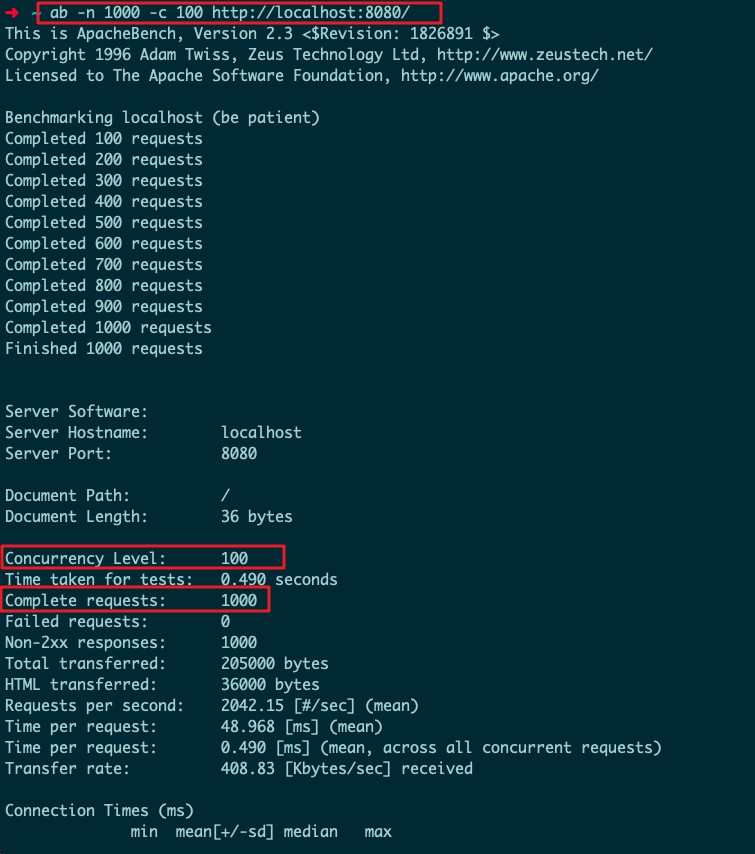 ➜ ~ ab -n 1000 -c 100 http://localhost:8080/
This is ApacheBench, Version 2.3 <$Revision: 1826891 $>
Copyright 1996 Adam Twiss, Zeus Technology Ltd, http://www.zeustech.net/
Licensed to The Apache Software Foundation, http://www.apache.org/
Benchmarking localhost (be patient)
Completed 100 requests
Completed 200 requests
Completed 300 requests
Completed 400 requests
Completed 500 requests
Completed 600 requests
Completed 700 requests
Completed 800 requests
Completed 900 requests
Completed 1000 requests
Finished 1000 requests
Server Software:
Server Hostname: localhost
Server Port: 8080
Document Path: /
Document Length: 36 bytes
Concurrency Level: 100
Time taken for tests: 0.490 seconds
Complete requests: 1000
Failed requests: 0
Non-2xx responses: 1000
Total transferred: 205000 bytes
HTML transferred: 36000 bytes
Requests per second: 2042.15 [#/sec] (mean)
Time per request: 48.968 [ms] (mean)
Time per request: 0.490 [ms] (mean, across all concurrent requests)
Transfer rate: 408.83 [Kbytes/sec] received
Connection Times (ms)
min mean[+/-sd] median max